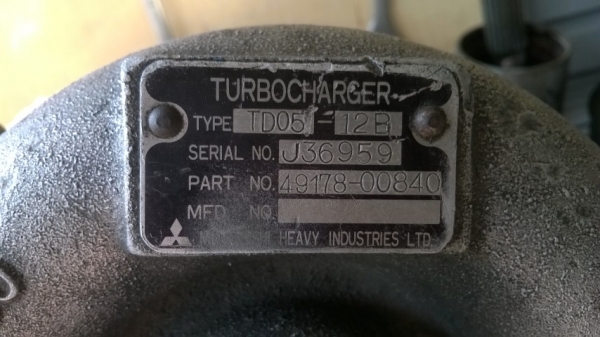 TURBOCHARGER
TYPE TD05-12B
SERIAL NO. J36959
PART NO. 49178-00840
MFD NO.
HEAVY INDUSTRIES LTD.